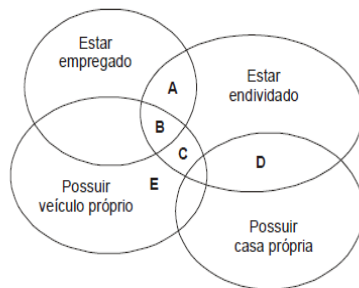 Estar
empregado
A
Estar
endividado
B
C
D
E
Possuir
veículo próprio
Possuir
casa própria